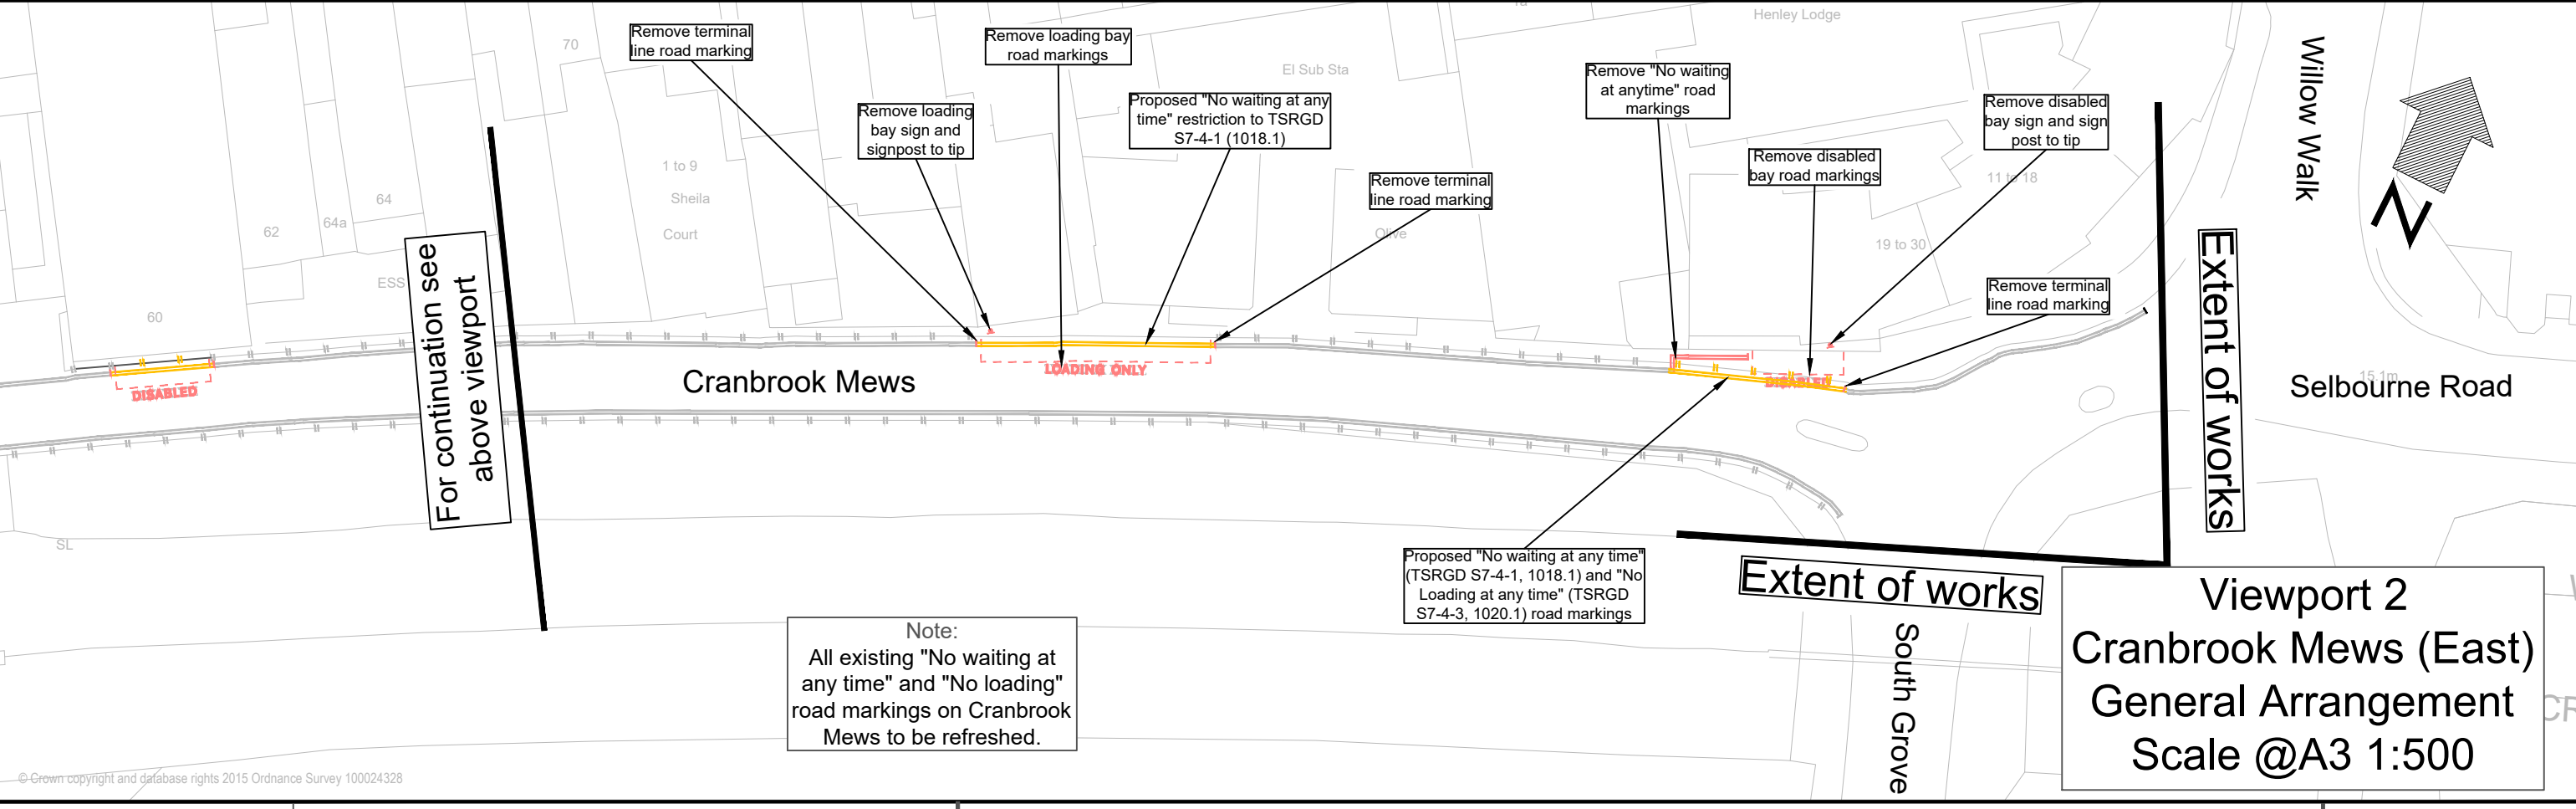 Remove terminal
line road marking
Remove loading bay
road markings
Remove loading
bay sign and
signpost to tip
Proposed "No waiting at any
time" restriction to TSRGD
S7-4-1 (1018.1)
Remove terminal
line road marking
Remove "No waiting
at anytime" road
markings
Remove disabled
bay road markings
Remove disabled
bay sign and sign
post to tip
Remove terminal
line road marking
Henley Lodge
El Sub Sta
70
1 to 9
Sheila
Court
64
64a
62
ESS
60
Olive
11 to 18
19 to 30
15.1m
SL
DISABLED
LOADING ONLY
DISABLED
For continuation see
above viewport
Cranbrook Mews
Willow Walk
N
Selbourne Road
Extent of works
Extent of works
South Grove
Proposed "No waiting at any time"
(TSRGD S7-4-1, 1018.1) and "No
Loading at any time" (TSRGD
S7-4-3, 1020.1) road markings
Note:
All existing "No waiting at
any time" and "No loading"
road markings on Cranbrook
Mews to be refreshed.
Viewport 2
Cranbrook Mews (East)
General Arrangement
Scale @A3 1:500
© Crown copyright and database rights 2015 Ordnance Survey 100024328